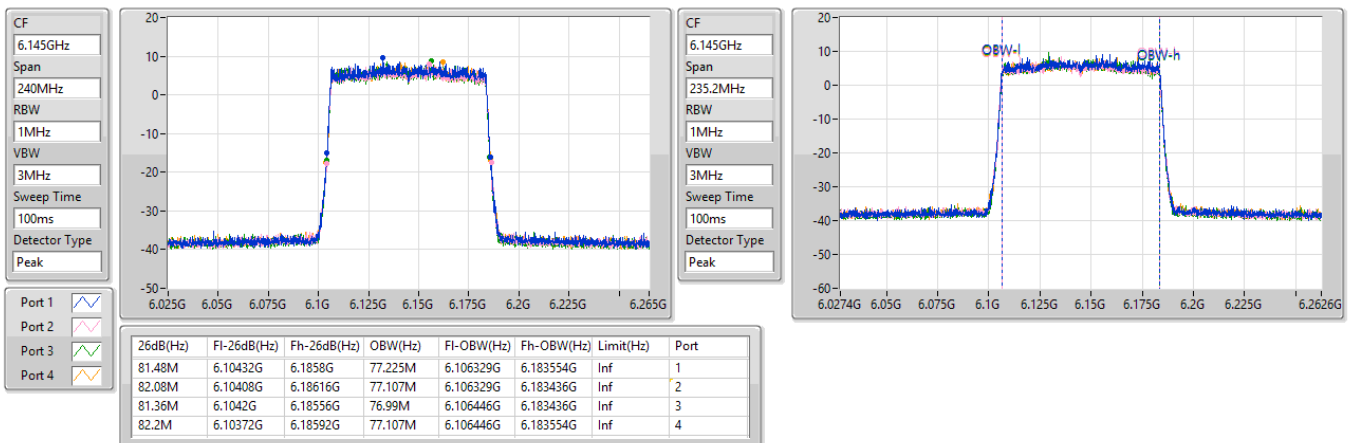 CF
6.145GHz
Span
240MHz
RBW
1MHz
VBW
3MHz
Sweep Time
100ms
Detector Type
Peak
20-
10-
0-
-10-
-20-
-30-
-40-
-50-
6.025G 6.05G 6.075G 6.1G 6.125G 6.15G 6.175G 6.2G 6.225G 6.265G
CF
6.145GHz
Span
235.2MHz
RBW
1MHz
VBW
3MHz
Sweep Time
100ms
Detector Type
Peak
20-
10-
0-
-10-
-20-
-30-
-40-
-50-
-60-
OBW-l
OBW-h
6.0274G 6.05G 6.075G 6.1G 6.125G 6.15G 6.175G 6.2G 6.225G 6.2626G
Port 1
Port 2
Port 3
Port 4
26dB(Hz) Fl-26dB(Hz) Fh-26dB(Hz) OBW(Hz) Fl-OBW(Hz) Fh-OBW(Hz) Limit(Hz) Port
81.48M 6.10432G 6.1858G 77.225M 6.106329G 6.183554G Inf 1
82.08M 6.10408G 6.18616G 77.107M 6.106329G 6.183436G Inf 2
81.36M 6.1042G 6.18556G 76.99M 6.106446G 6.183436G Inf 3
82.2M 6.10372G 6.18592G 77.107M 6.106446G 6.183554G Inf 4